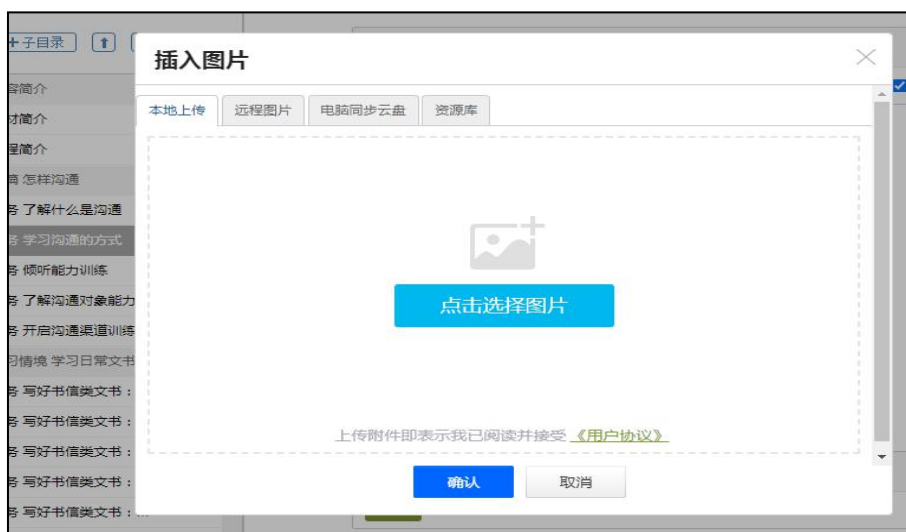 +子目录
插入图片
容简介
本地上传 远程图片 电脑同步云盘 资源库
材简介
程简介
怎样沟通
务 了解什么是沟通
务 学习沟通的方式
务 倾听能力训练
务 了解沟通对象能力
点击选择图片
务 开启沟通渠道训练
习情境 学习日常文书
务 写好书信类文书:
务 写好书信类文书:
上传附件即表示我已阅读并接受《用户协议》
务 写好书信类文书:
务 写好书信类文书:
确认 取消
务 写好书信类文书:...